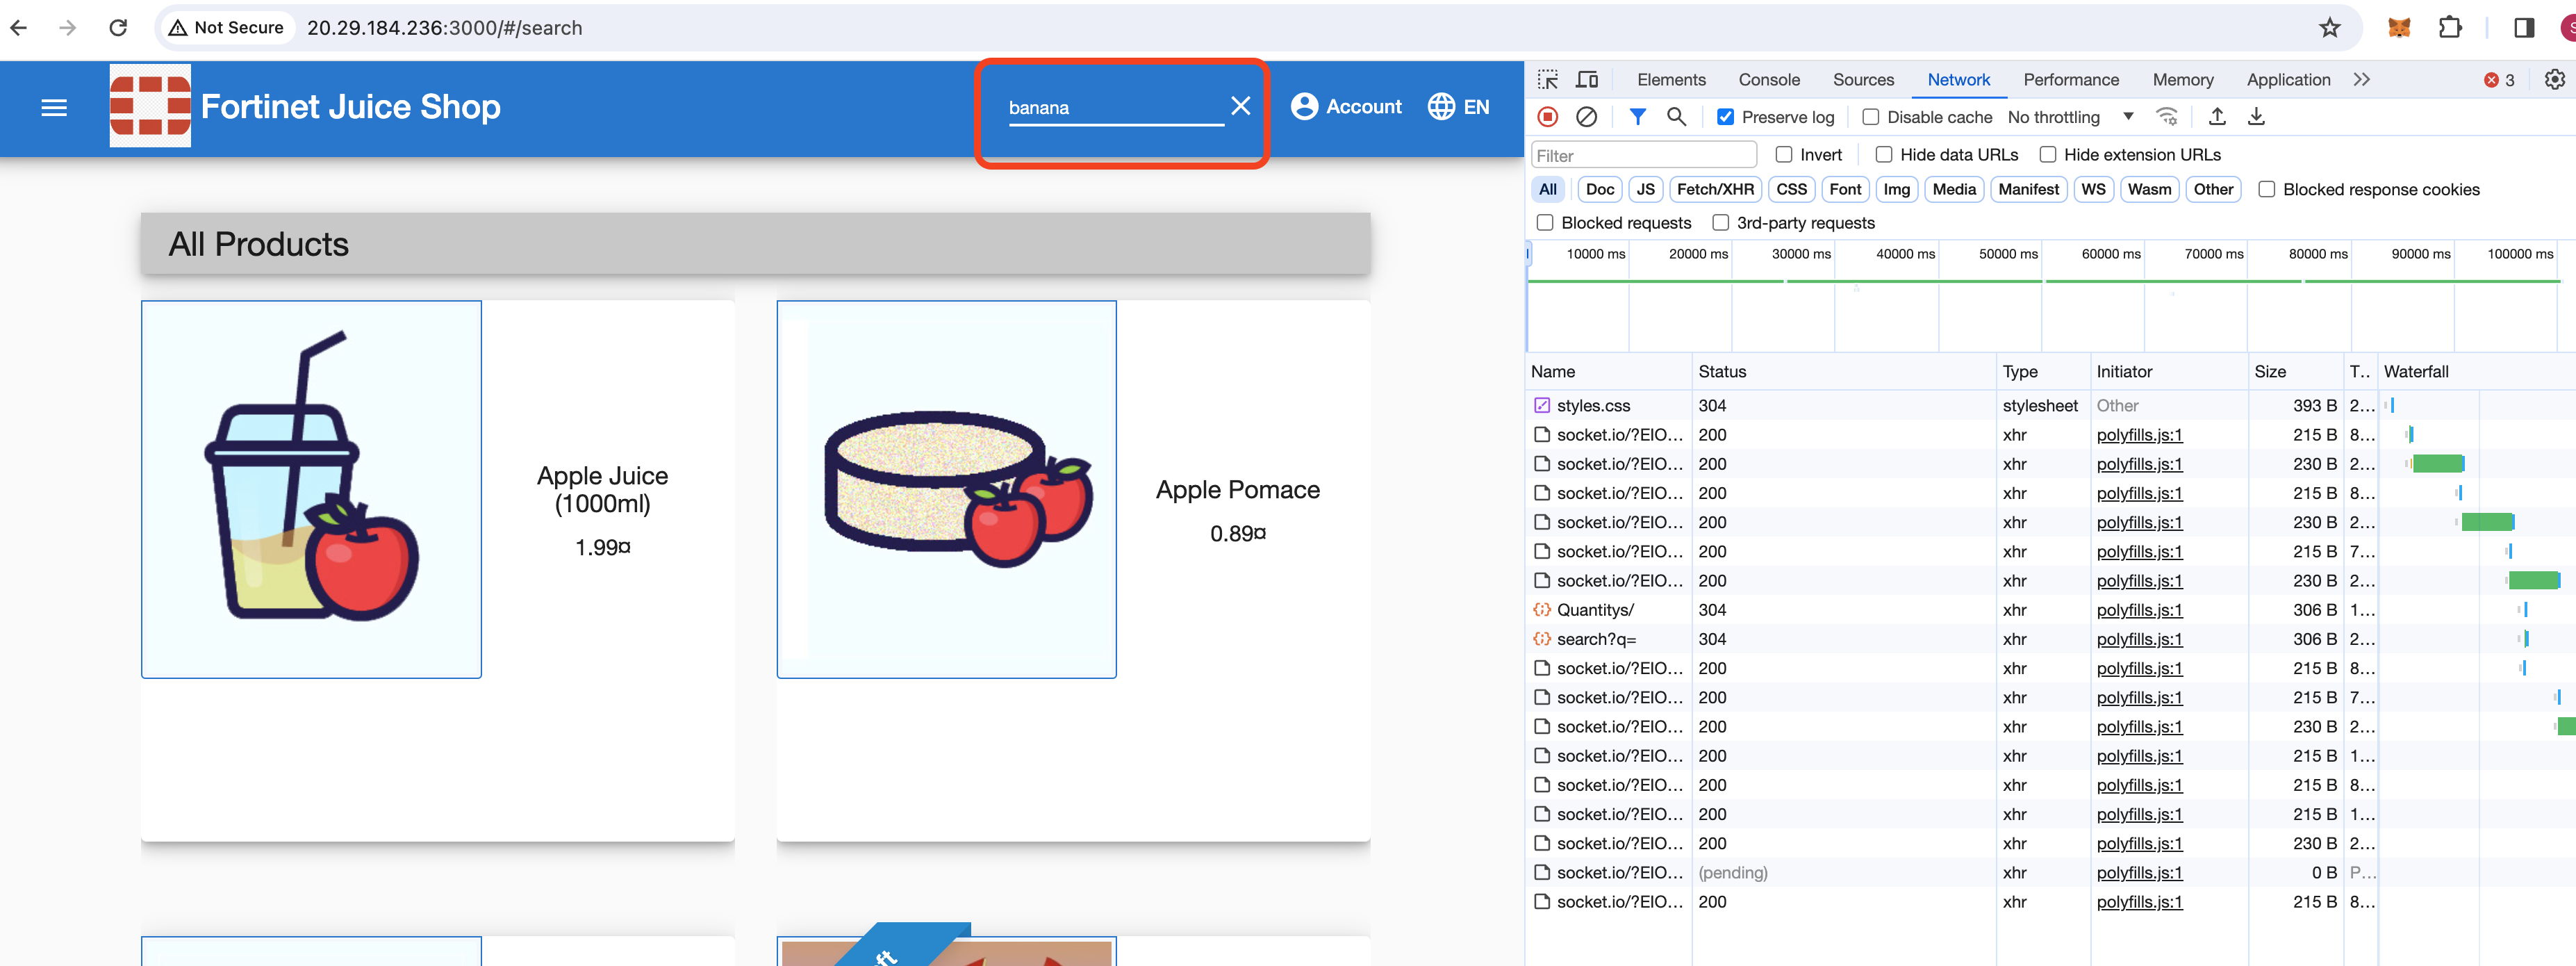 Not Secure 20.29.184.236:3000/#/search
Fortinet Juice Shop banana Account EN
All Products
Apple Juice
(1000ml)
1.99¤
Apple Pomace
0.89¤
Elements Console Sources Network Performance Memory Application 3
Preserve log Disable cache No throttling
Filter Invert Hide data URLs Hide extension URLs
All Doc JS Fetch/XHR CSS Font Img Media Manifest WS Wasm Other Blocked response cookies
Blocked requests 3rd-party requests
10000 ms 20000 ms 30000 ms 40000 ms 50000 ms 60000 ms 70000 ms 80000 ms 90000 ms 100000 ms
Name Status Type Initiator Size T.. Waterfall
styles.css 304 stylesheet Other 393 B 2...
socket.io/?EIO... 200 xhr polyfills.js:1 215 B 8...
socket.io/?EIO... 200 xhr polyfills.js:1 230 B 2...
socket.io/?EIO... 200 xhr polyfills.js:1 215 B 8...
socket.io/?EIO... 200 xhr polyfills.js:1 230 B 2...
socket.io/?EIO... 200 xhr polyfills.js:1 215 B 7...
socket.io/?EIO... 200 xhr polyfills.js:1 230 B 2...
Quantitys/ 304 xhr polyfills.js:1 306 B 1...
search?q= 304 xhr polyfills.js:1 306 B 2...
socket.io/?EIO... 200 xhr polyfills.js:1 215 B 8...
socket.io/?EIO... 200 xhr polyfills.js:1 215 B 7...
socket.io/?EIO... 200 xhr polyfills.js:1 230 B 2...
socket.io/?EIO... 200 xhr polyfills.js:1 215 B 1...
socket.io/?EIO... 200 xhr polyfills.js:1 215 B 8...
socket.io/?EIO... 200 xhr polyfills.js:1 215 B 1...
socket.io/?EIO... 200 xhr polyfills.js:1 230 B 2...
socket.io/?EIO... (pending) xhr polyfills.js:1 0 B P...
socket.io/?EIO... 200 xhr polyfills.js:1 215 B 8...